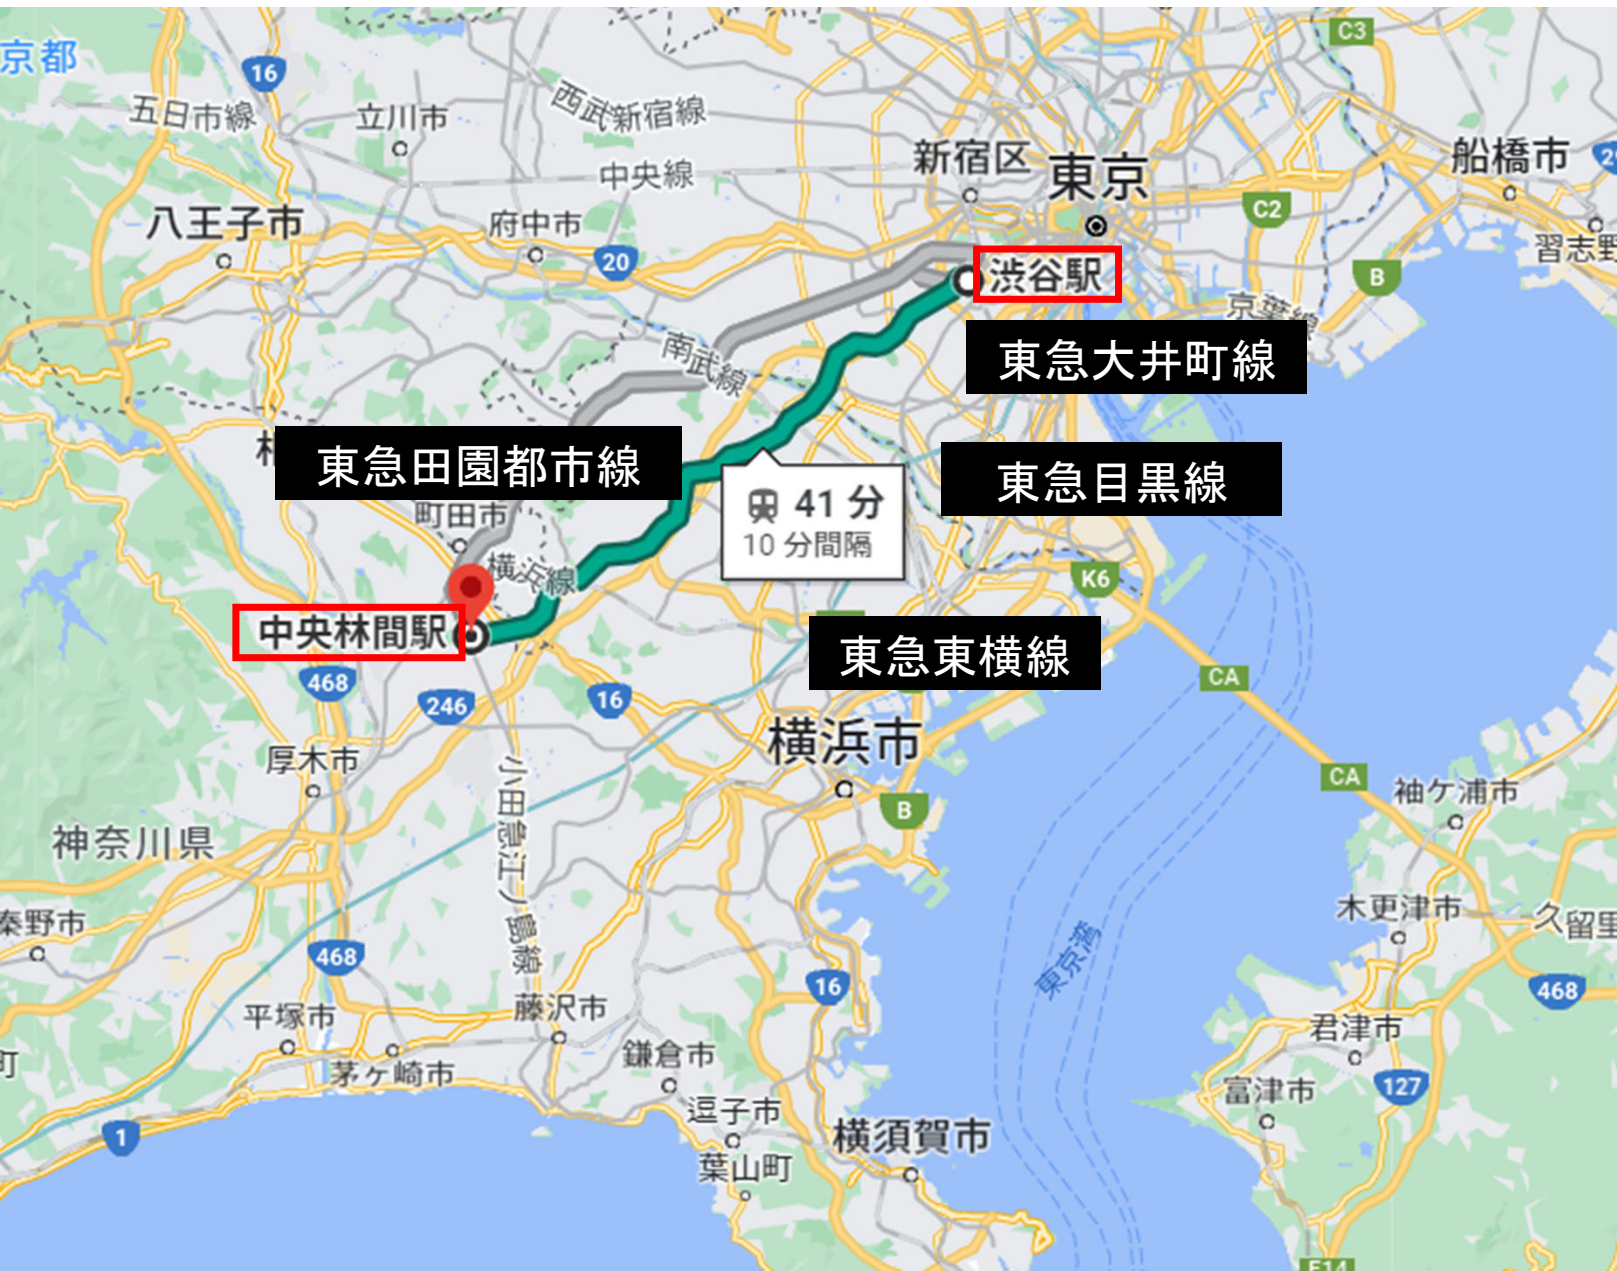 C3
京都
16
五日市線
立川市
西武新宿線
中央線
新宿区
東京
船橋市
C2
八王子市
府中市
20
習志野
B
渋谷駅
京葉線
東急大井町線
南武線
東急田園都市線
東急目黒線
41 分
10 分間隔
町田市
横浜線
K6
中央林間駅
東急東横線
468
246
16
CA
横浜市
厚木市
CA
袖ケ浦市
B
小田急江ノ島線
神奈川県
木更津市
久留里
秦野市
468
東京湾
16
468
平塚市
藤沢市
君津市
鎌倉市
町
茅ヶ崎市
127
富津市
逗子市
1
横須賀市
葉山町
E14